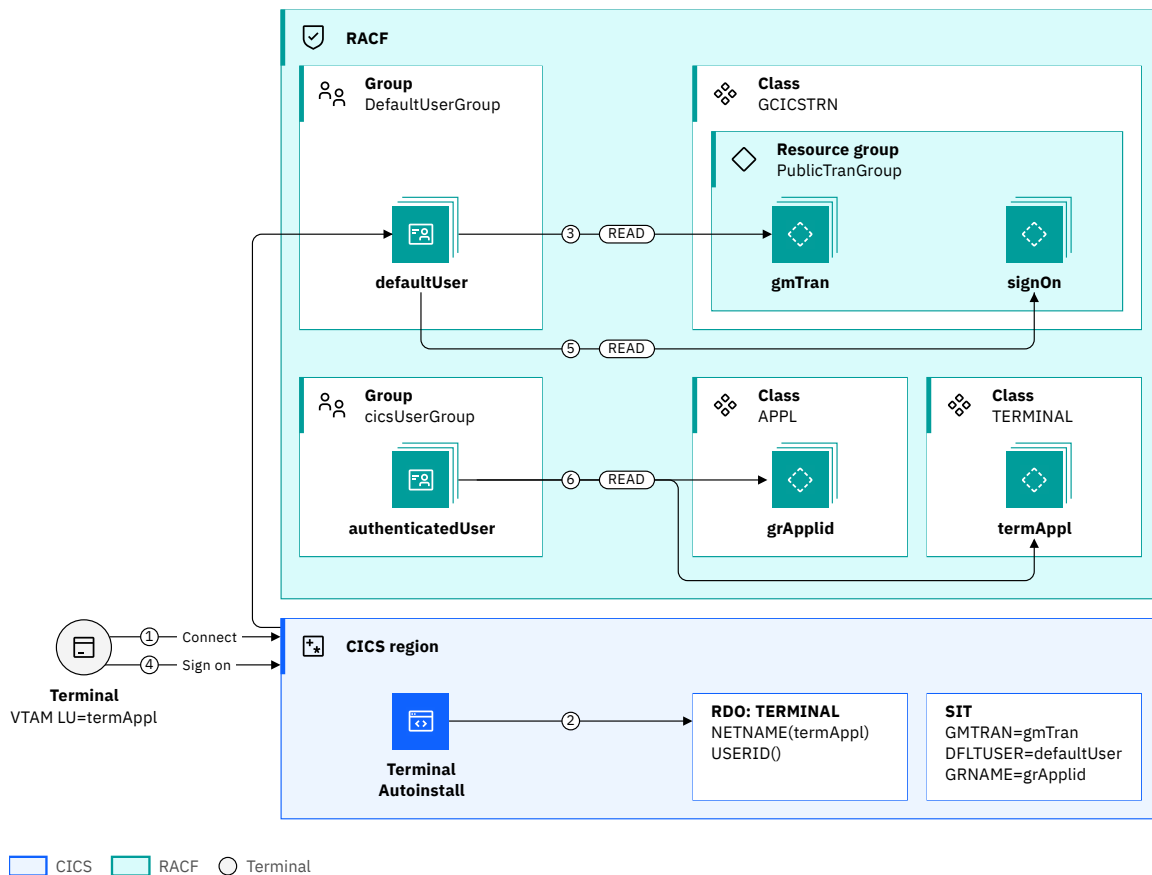 RACF
Group
DefaultUserGroup
Class
GCICSTRN
Resource group
PublicTranGroup
3
READ
defaultUser
gmTran
signOn
5
READ
Group
cicsUserGroup
Class
APPL
Class
TERMINAL
6
READ
authenticatedUser
grApplid
termAppl
1
Connect
4
Sign on
Terminal
VTAM LU=termAppl
CICS region
2
Terminal
Autoinstall
RDO: TERMINAL
NETNAME(termAppl)
USERID()
SIT
GMTRAN=gmTran
DFLTUSER=defaultUser
GRNAME=grApplid
CICS
RACF
Terminal